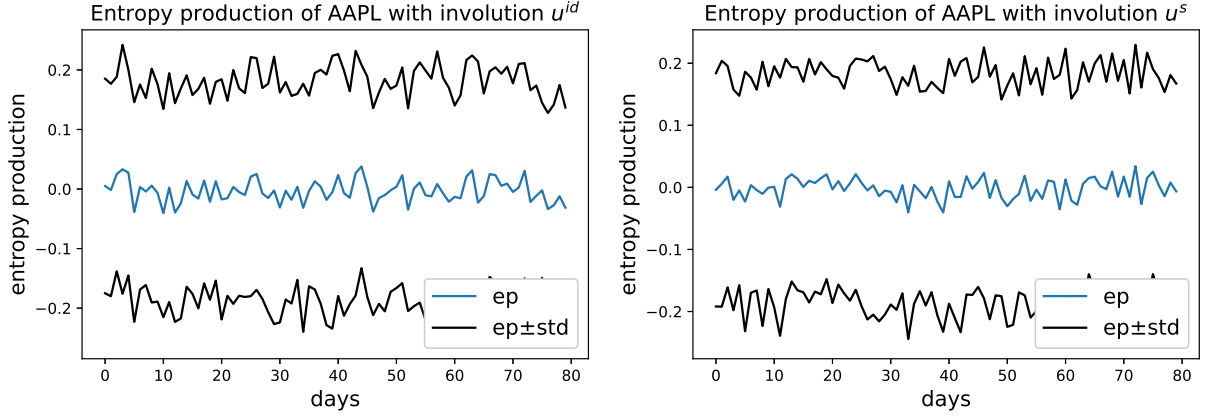 Entropy production of AAPL with involution u^{id}
entropy production
0.2
0.1
0.0
−0.1
−0.2
0 10 20 30 40 50 60 70 80
days
ep
ep±std
Entropy production of AAPL with involution u^{s}
entropy production
0.2
0.1
0.0
−0.1
−0.2
0 10 20 30 40 50 60 70 80
days
ep
ep±std